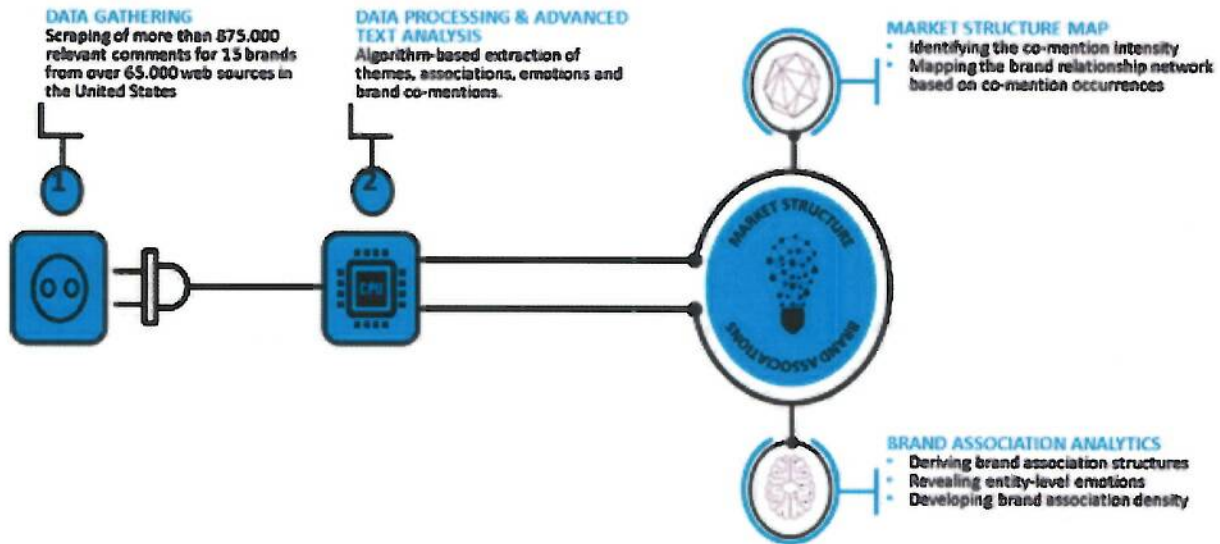 DATA GATHERING
Scraping of more than 875.000
relevant comments for 15 brands
from over 65.000 web sources in
the United States
1
DATA PROCESSING & ADVANCED
TEXT ANALYSIS
Algorithm-based extraction of
themes, associations, emotions and
brand co-mentions.
2
CPU
MARKET STRUCTURE
BRAND ASSOCIATIONS
MARKET STRUCTURE MAP
• Identifying the co-mention intensity
• Mapping the brand relationship network
based on co-mention occurrences
BRAND ASSOCIATION ANALYTICS
• Deriving brand association structures
• Revealing entity-level emotions
• Developing brand association density